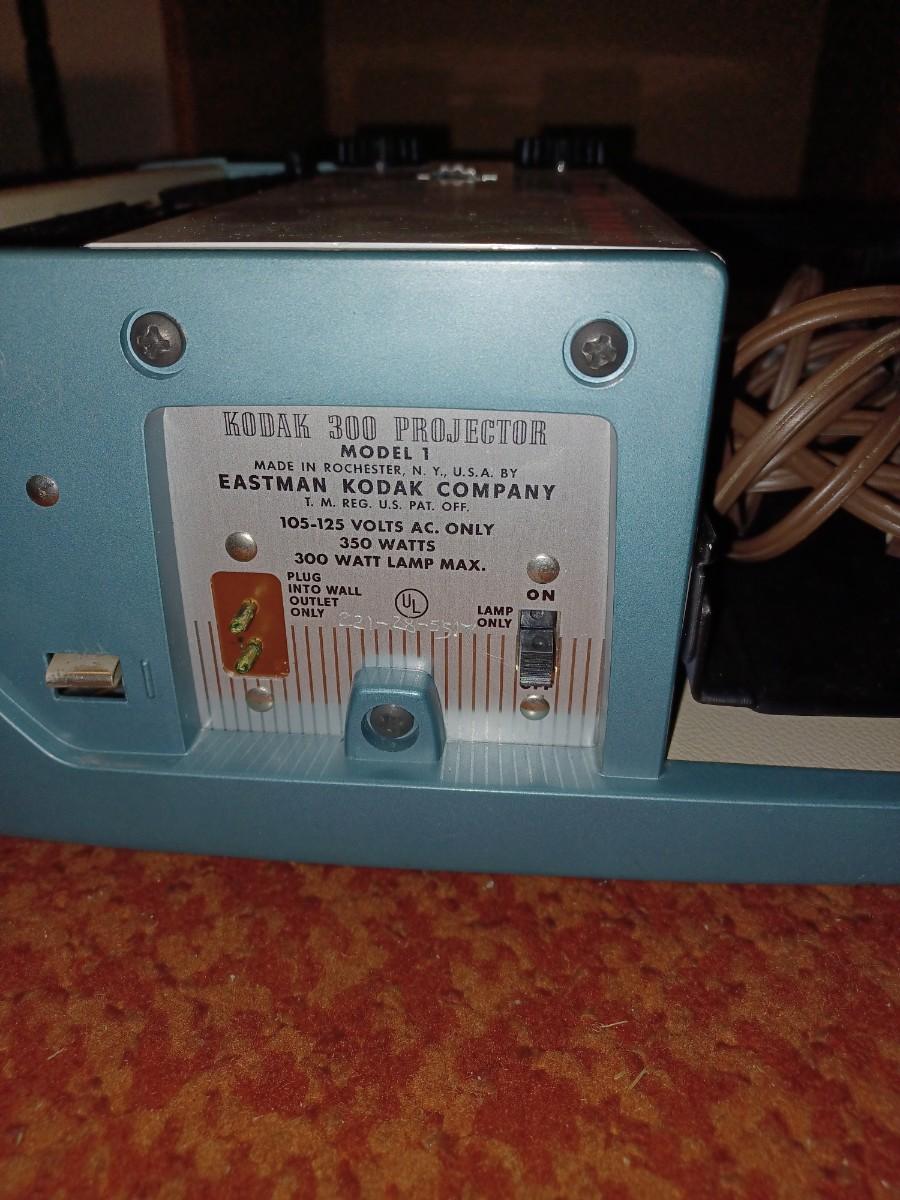 KODAK 300 PROJECTOR
MODEL 1
MADE IN ROCHESTER, N. Y., U.S.A. BY
EASTMAN KODAK COMPANY
T. M. REG. U.S. PAT. OFF.
105-125 VOLTS AC. ONLY
350 WATTS
300 WATT LAMP MAX.
PLUG
INTO WALL
OUTLET
ONLY
UL
ON
LAMP
ONLY
OFF